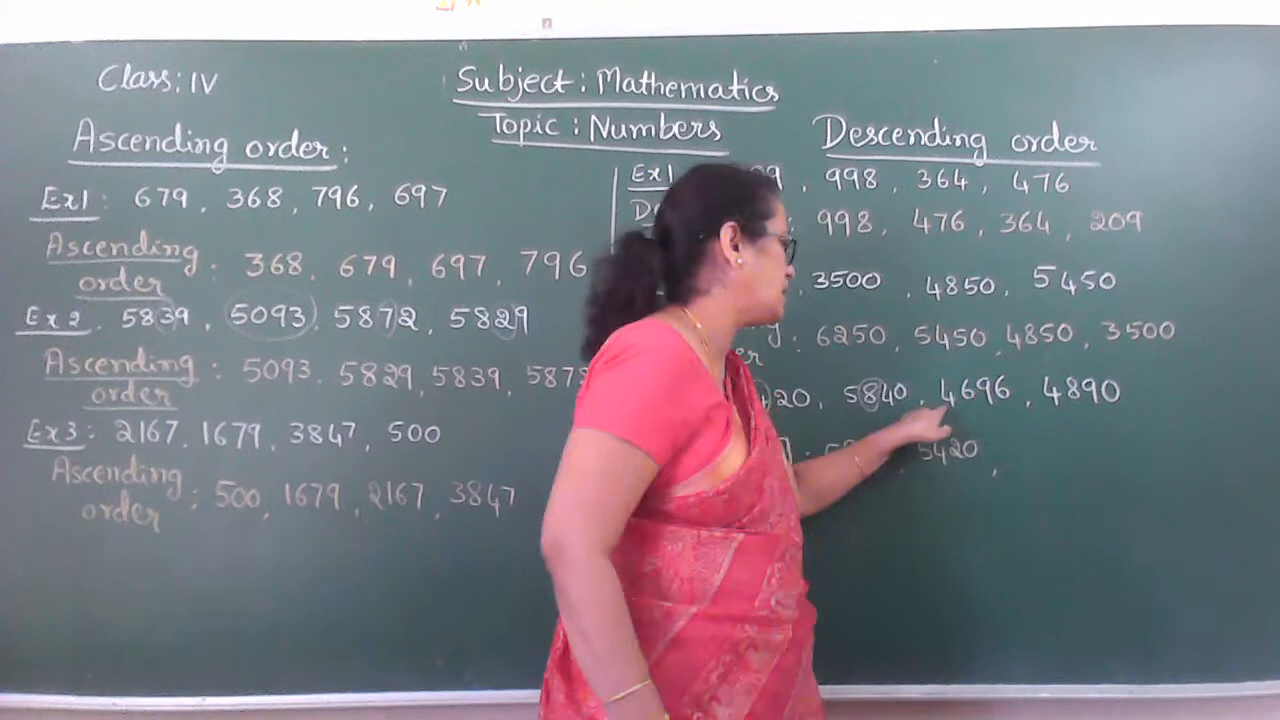 Class: IV
Subject: Mathematics
Topic: Numbers
Ascending order:
Ex1: 679, 368, 796, 697
Ascending order: 368, 679, 697, 796
Ex2. 5839, 5093, 5872, 5829
Ascending order: 5093, 5829, 5839,
Ex3: 2167, 1679, 3847, 500
Ascending order: 500, 1679, 2167, 3847
Descending order
Ex1 998, 364, 476
998, 476, 364, 209
3500, 4850, 5450
: 6250, 5450, 4850, 3500
20, 5840, 4696, 4890
5420,